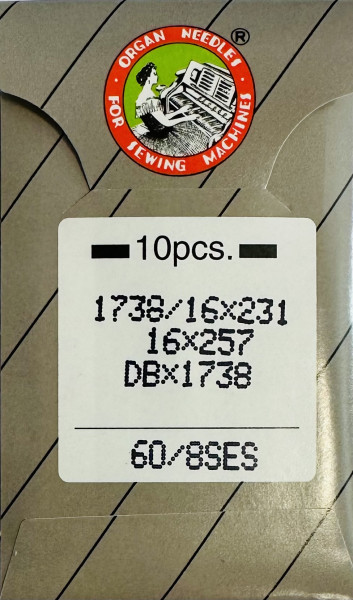 ORGAN NEEDLES
®
FOR SEWING MACHINES
10pcs.
1738/16×231
16×257
DB×1738
60/8SES